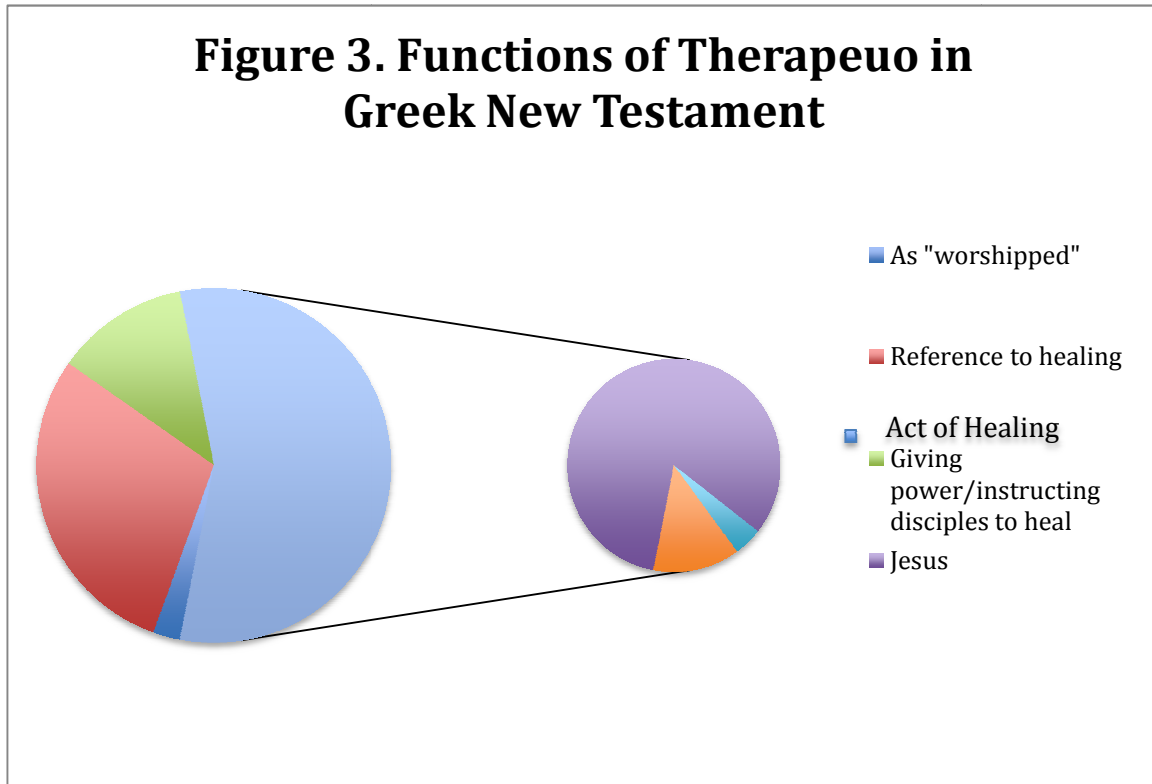 Figure 3. Functions of Therapeuo in
Greek New Testament
As "worshipped"
Reference to healing
Act of Healing
Giving
power/instructing
disciples to heal
Jesus